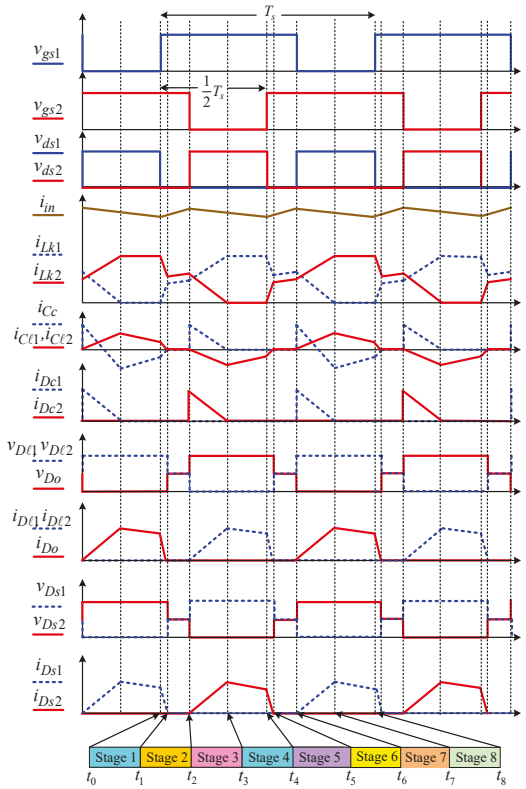 T_s
v_gs1
1/2 T_s
v_gs2
v_ds1
v_ds2
i_in
i_Lk1
i_Lk2
i_Cc
i_Cℓ1, i_Cℓ2
i_Dc1
i_Dc2
v_Dℓ1 v_Dℓ2
v_Do
i_Dℓ1 i_Dℓ2
i_Do
v_Ds1
v_Ds2
i_Ds1
i_Ds2
Stage 1 Stage 2 Stage 3 Stage 4 Stage 5 Stage 6 Stage 7 Stage 8
t_0 t_1 t_2 t_3 t_4 t_5 t_6 t_7 t_8